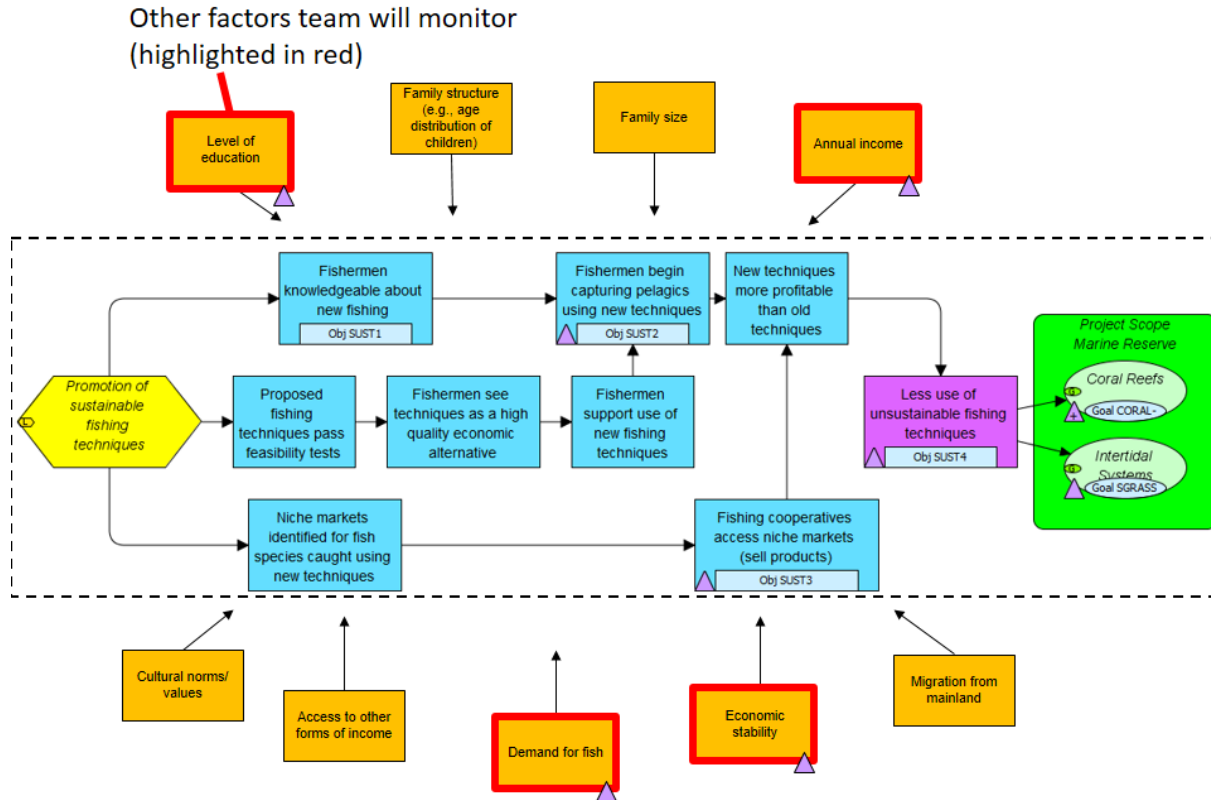 Other factors team will monitor
(highlighted in red)
Level of
education
Family structure
(e.g., age
distribution of
children)
Family size
Annual income
Fishermen
knowledgeable about
new fishing
Obj SUST1
Fishermen begin
capturing pelagics
using new techniques
Obj SUST2
New techniques
more profitable
than old
techniques
Promotion of
sustainable
fishing
techniques
L
Proposed
fishing
techniques pass
feasibility tests
Fishermen see
techniques as a high
quality economic
alternative
Fishermen
support use of
new fishing
techniques
Less use of
unsustainable fishing
techniques
Obj SUST4
Project Scope
Marine Reserve
Coral Reefs
G
+
Goal CORAL-
Intertidal
Systems
G
Goal SGRASS
Niche markets
identified for fish
species caught using
new techniques
Fishing cooperatives
access niche markets
(sell products)
Obj SUST3
Cultural norms/
values
Access to other
forms of income
Demand for fish
Economic
stability
Migration from
mainland